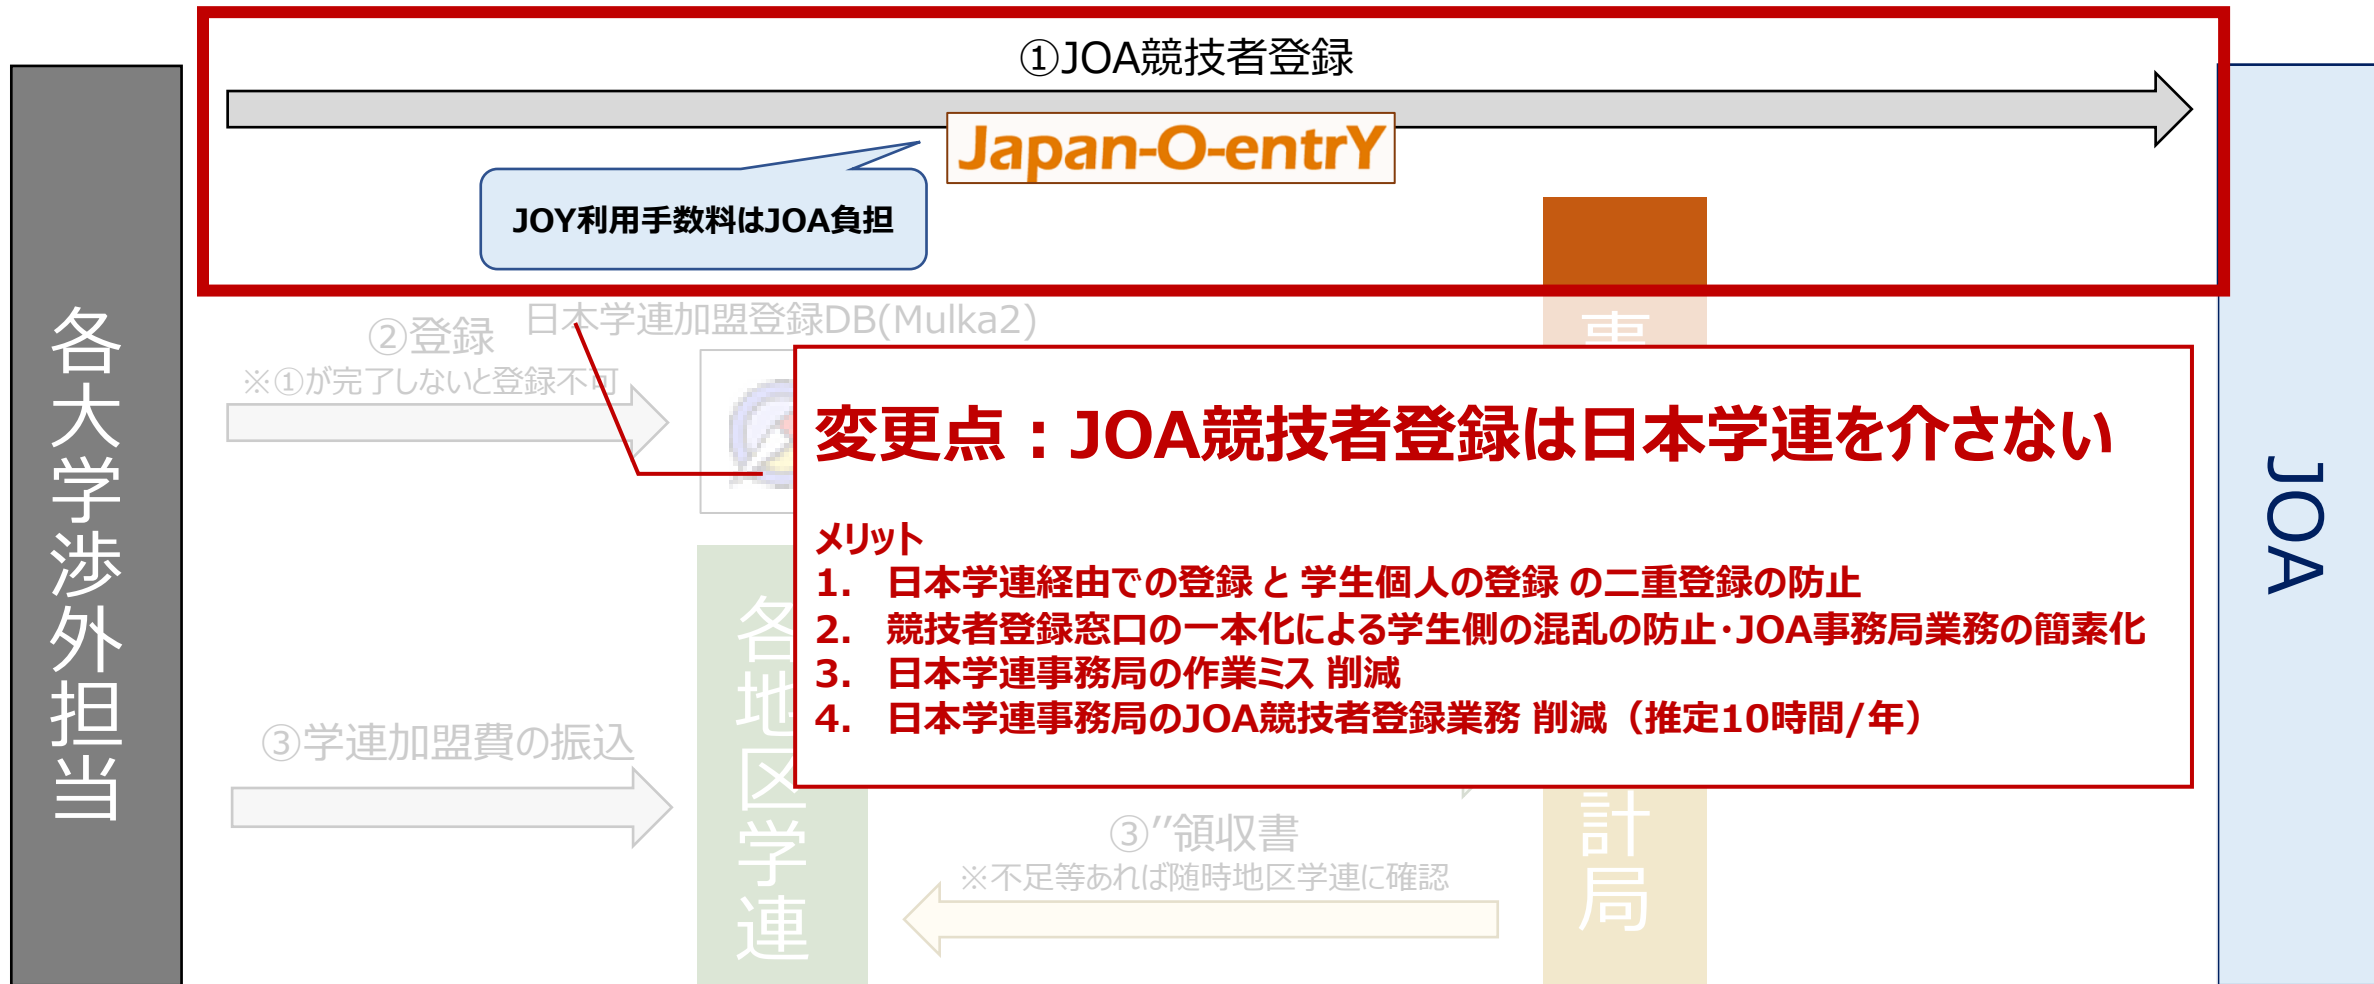 ①JOA競技者登録
Japan-O-entrY
JOY利用手数料はJOA負担
各大学渉外担当
JOA
日本学連加盟登録DB(Mulka2)
②登録
※①が完了しないと登録不可
変更点：JOA競技者登録は日本学連を介さない
メリット
1. 日本学連経由での登録 と 学生個人の登録 の二重登録の防止
2. 競技者登録窓口の一本化による学生側の混乱の防止･JOA事務局業務の簡素化
3. 日本学連事務局の作業ミス 削減
4. 日本学連事務局のJOA競技者登録業務 削減（推定10時間/年）
③学連加盟費の振込
各地区学連
③’’領収書
※不足等あれば随時地区学連に確認
計局